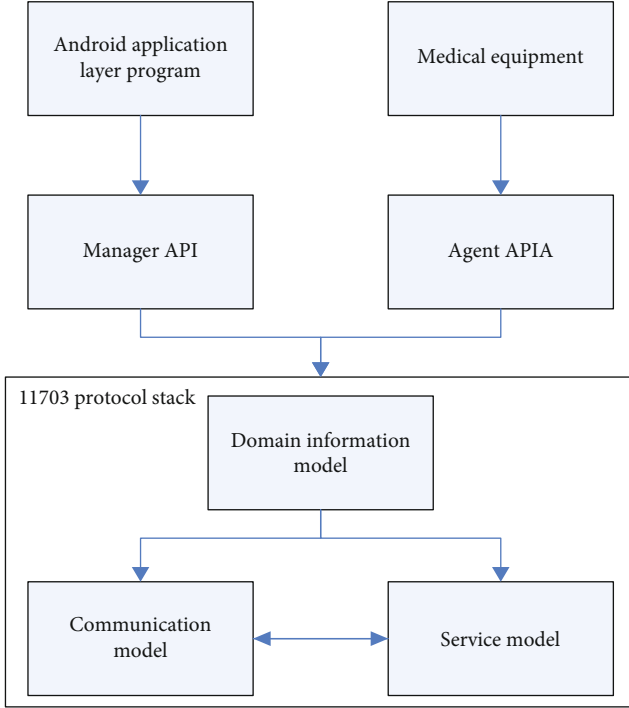 Android application
layer program
Medical equipment
Manager API
Agent APIA
11703 protocol stack
Domain information
model
Communication
model
Service model